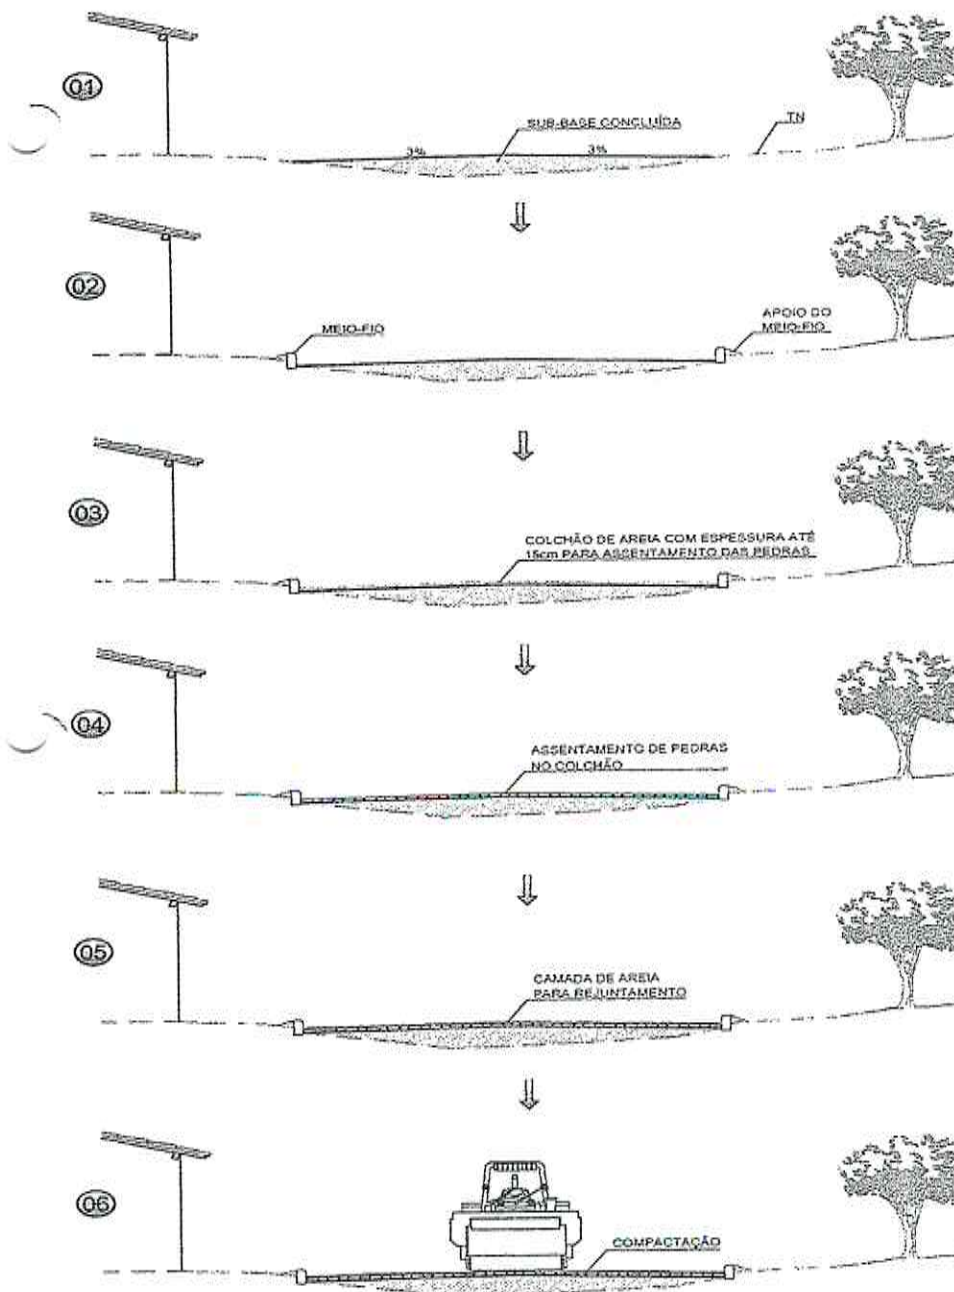 01
SUB-BASE CONCLUÍDA
TN
3%
3%
02
MEIO-FIO
APOIO DO
MEIO-FIO
03
COLCHÃO DE AREIA COM ESPESSURA ATÉ
15cm PARA ASSENTAMENTO DAS PEDRAS
04
ASSENTAMENTO DE PEDRAS
NO COLCHÃO
05
CAMADA DE AREIA
PARA REJUNTAMENTO
06
COMPACTAÇÃO